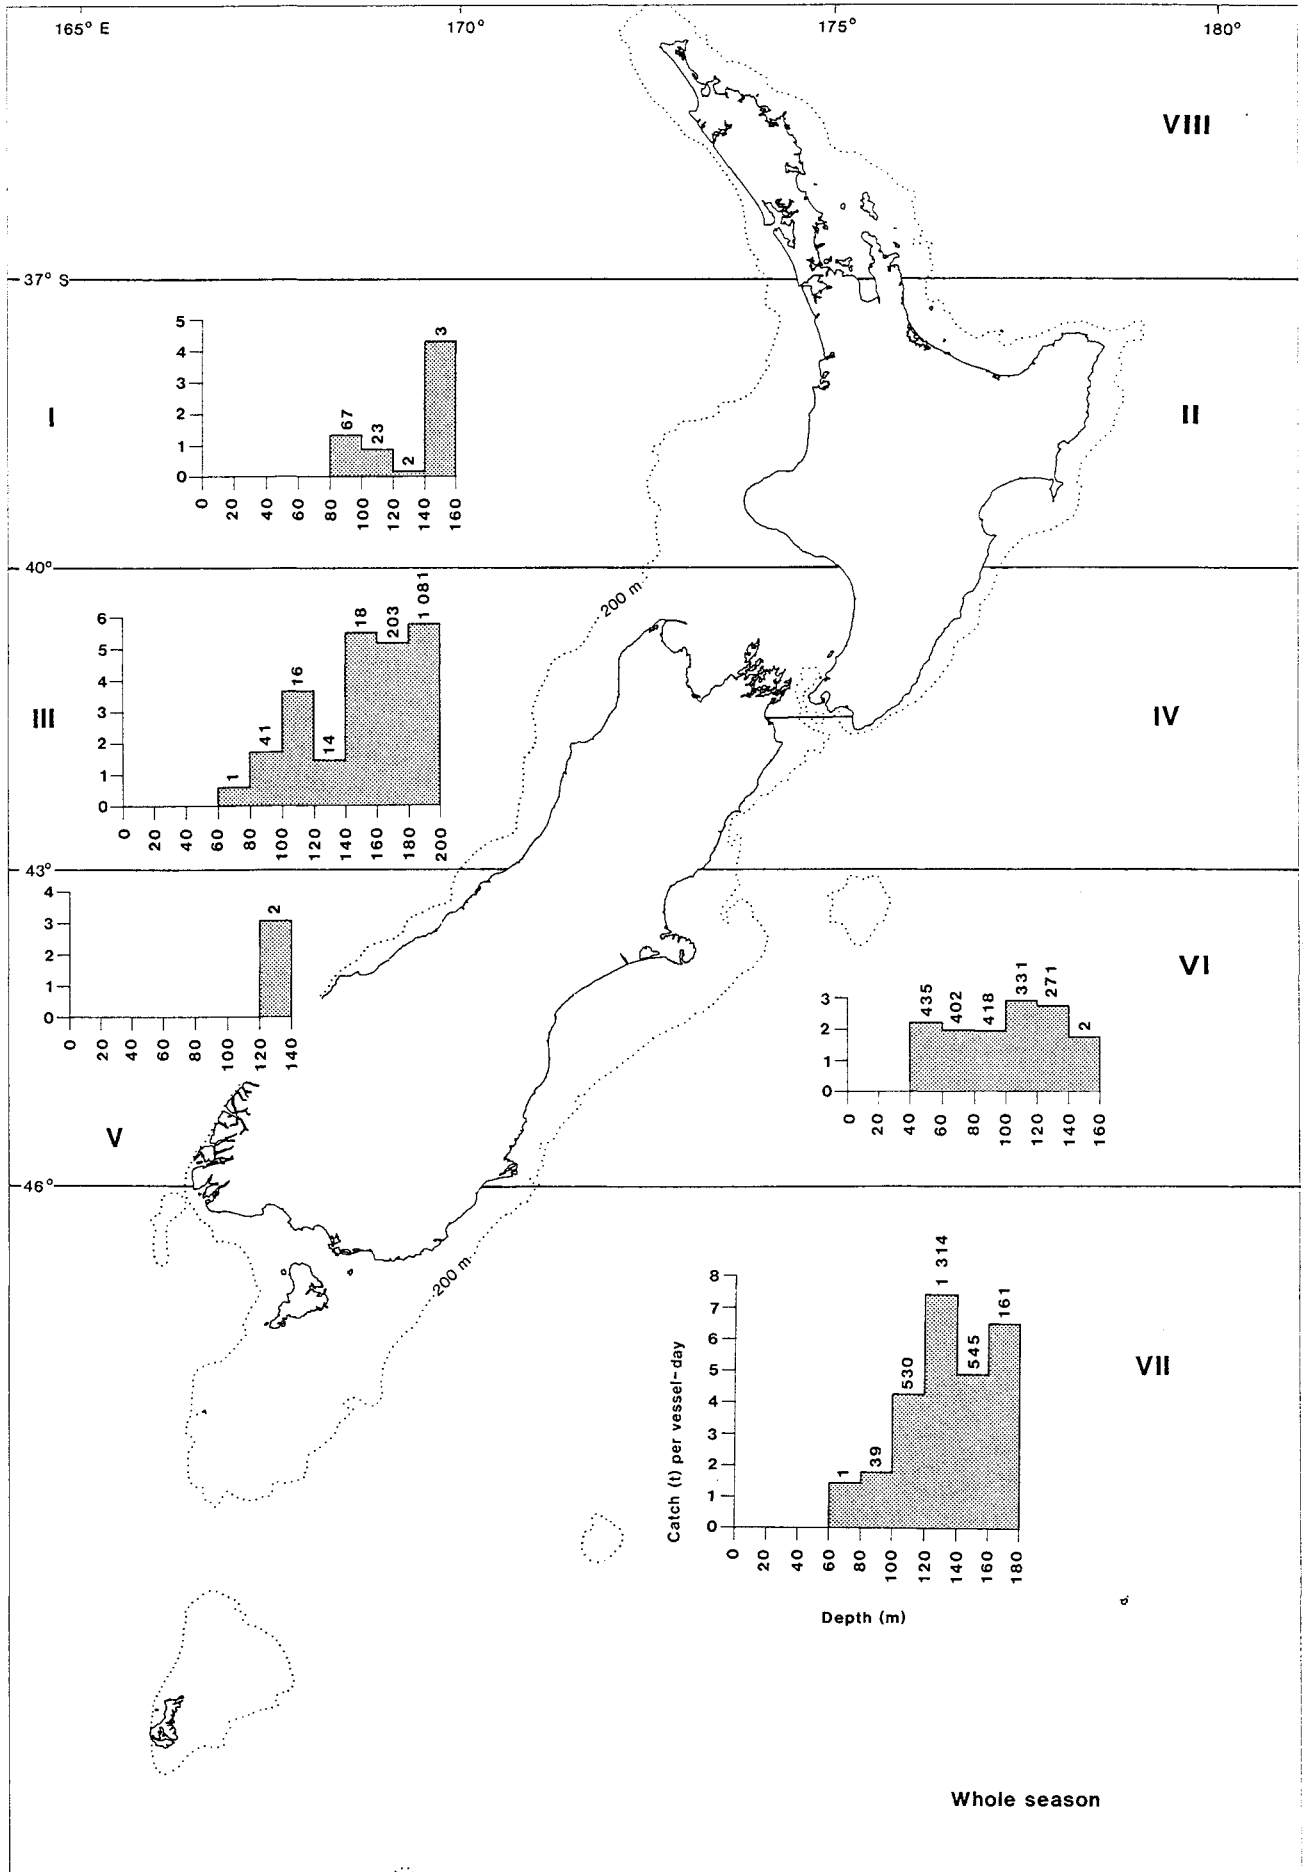 165° E 170° 175° 180°
VIII
37° S
5
4
3
2
1
0
67
23
2
3
0 20 40 60 80 100 120 140 160
I
II
40°
200 m
6
5
4
3
2
1
0
1
41
16
14
18
203
1 081
0 20 40 60 80 100 120 140 160 180 200
III
IV
43°
4
3
2
1
0
2
0 20 40 60 80 100 120 140
V
VI
3
2
1
0
435
402
418
331
271
2
0 20 40 60 80 100 120 140 160
46°
200 m
VII
Catch (t) per vessel-day
8
7
6
5
4
3
2
1
0
1
39
530
1 314
545
161
0 20 40 60 80 100 120 140 160 180
Depth (m)
Whole season